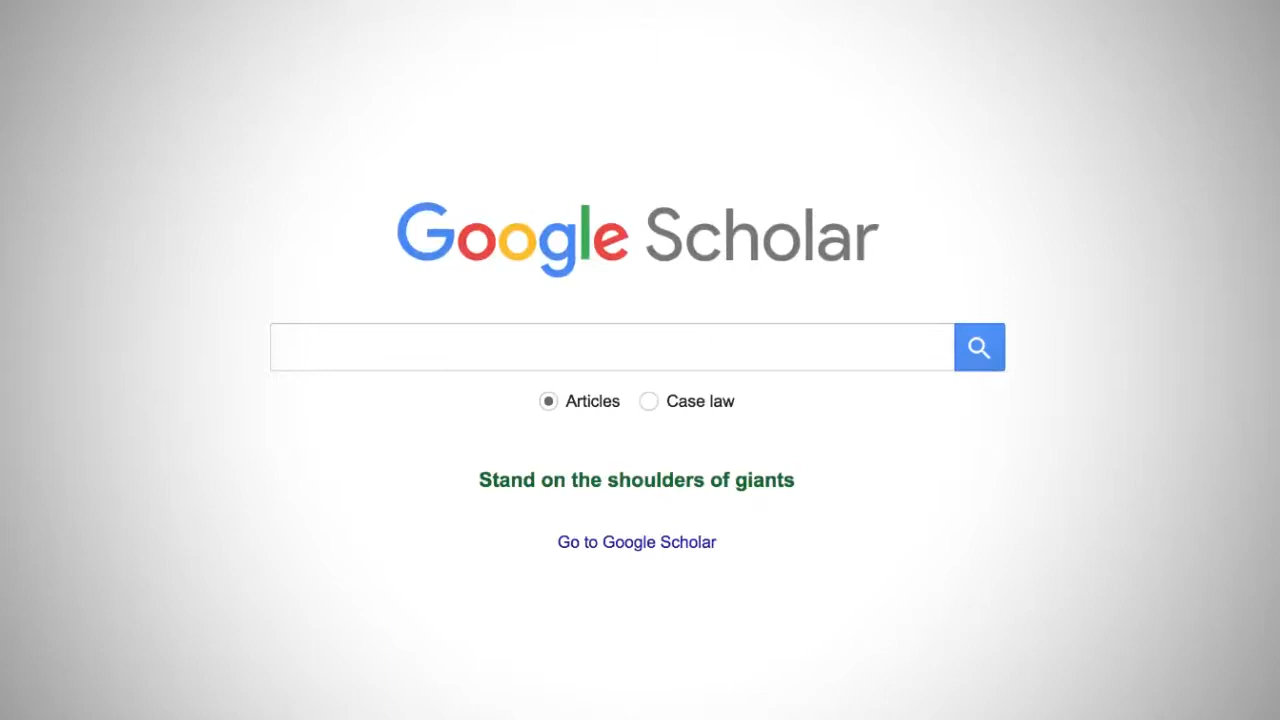 Google Scholar
Articles Case law
Stand on the shoulders of giants
Go to Google Scholar